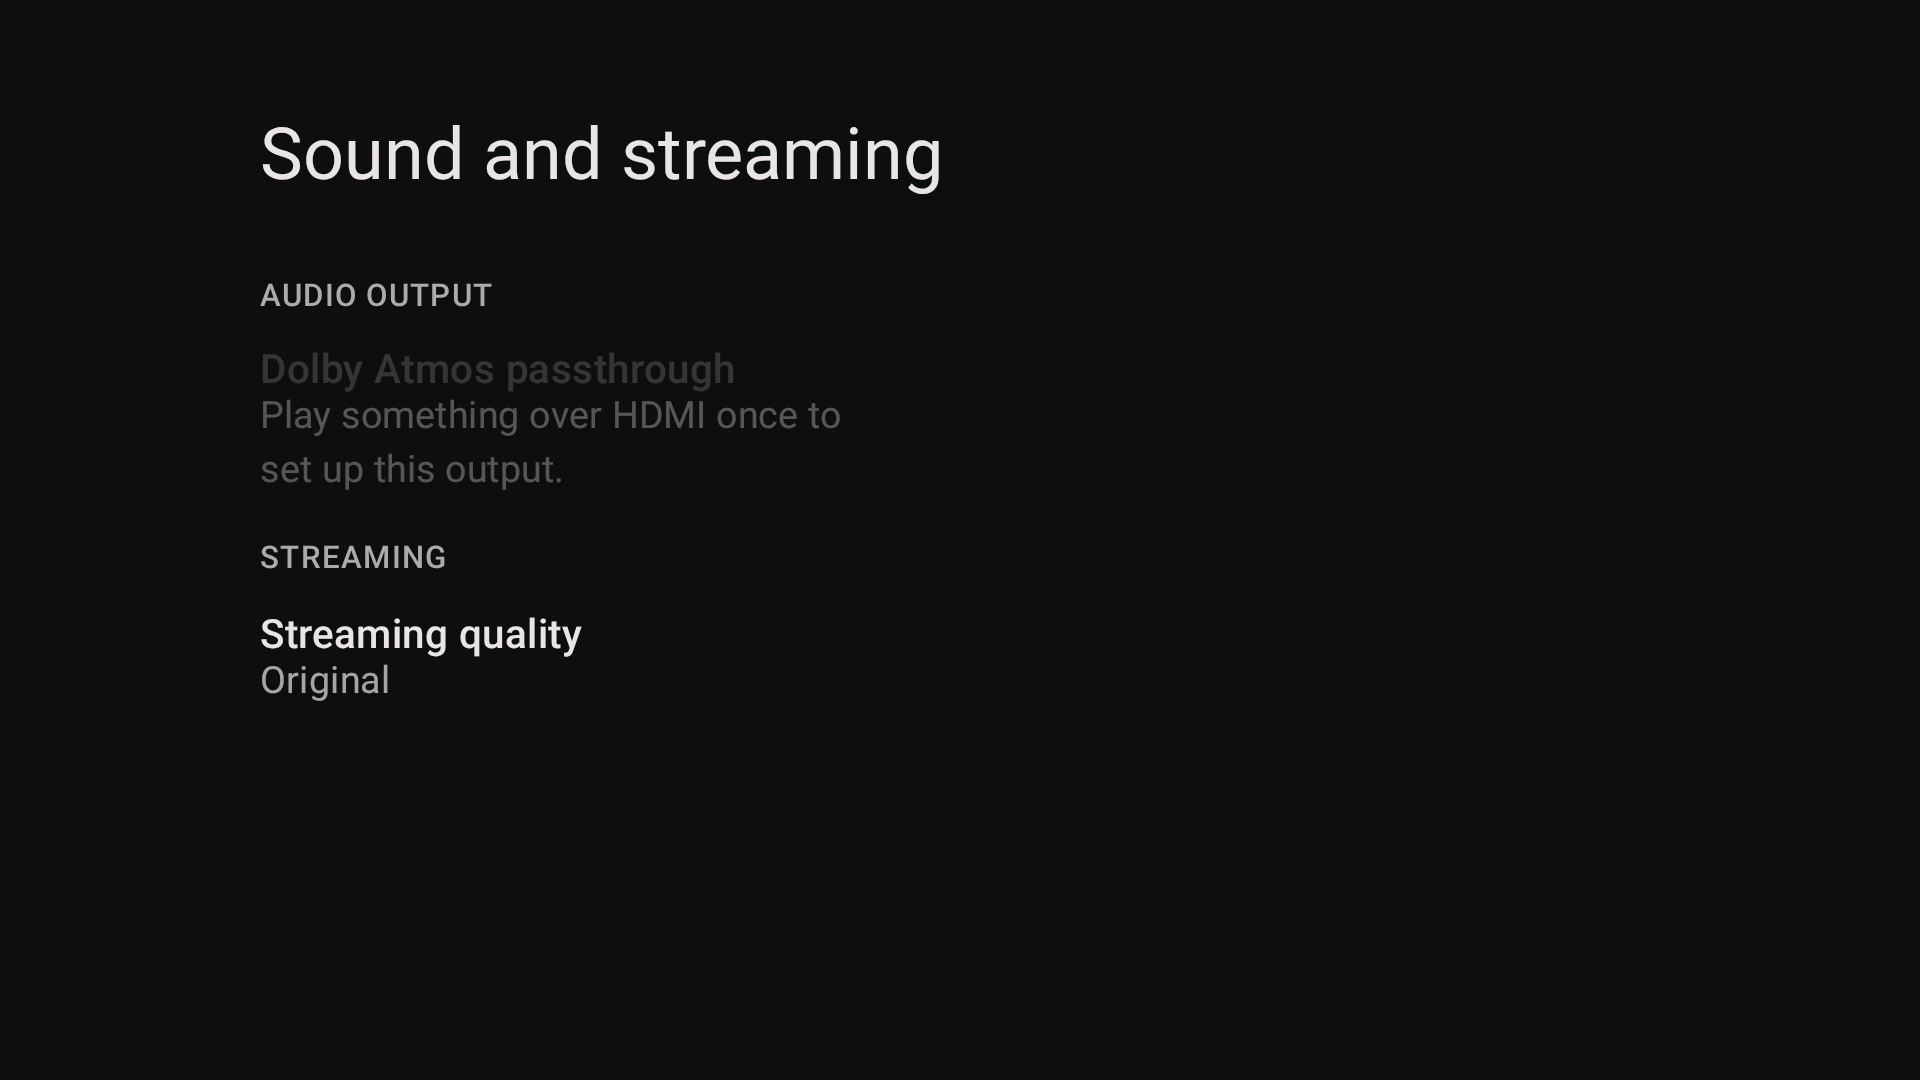 Sound and streaming
AUDIO OUTPUT
Dolby Atmos passthrough
Play something over HDMI once to
set up this output.
STREAMING
Streaming quality
Original